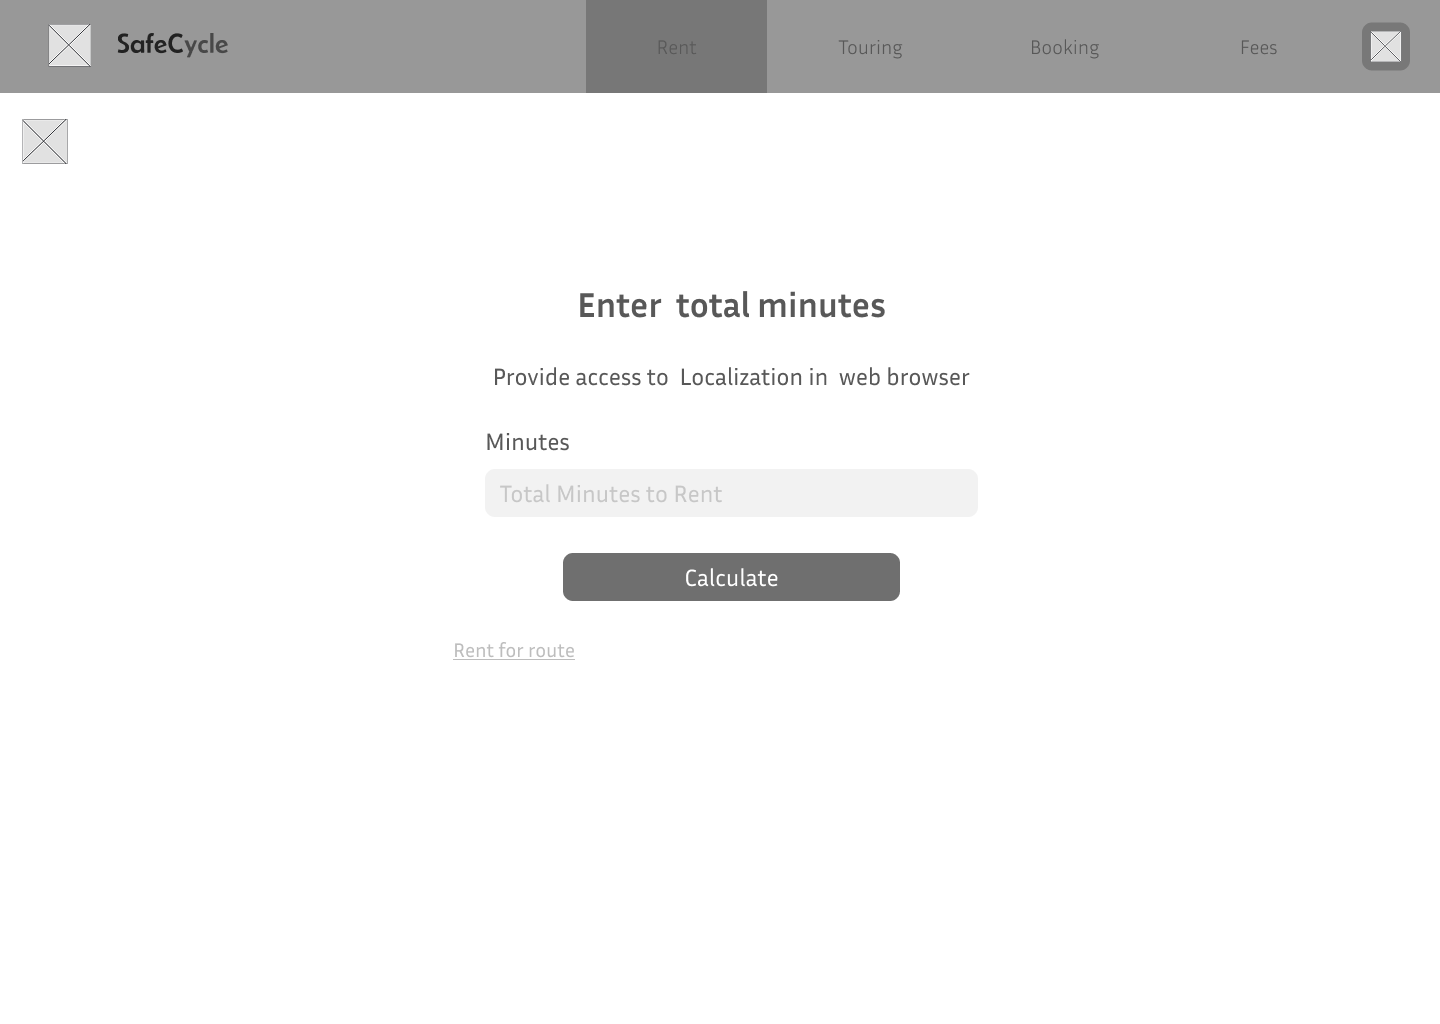 SafeCycle
Rent
Touring
Booking
Fees
Enter total minutes
Provide access to Localization in web browser
Minutes
Total Minutes to Rent
Calculate
Rent for route